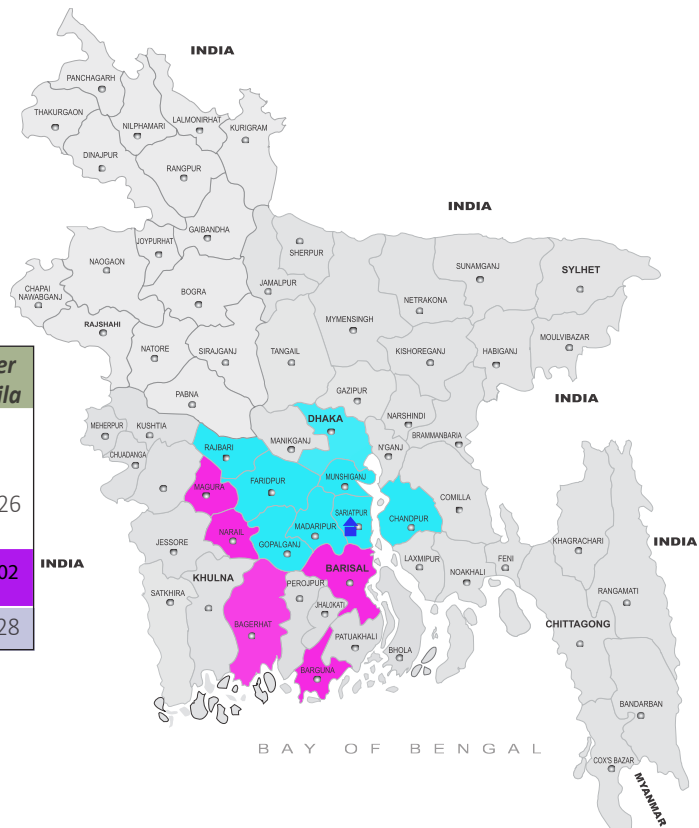 INDIA
PANCHAGARH
THAKURGAON
LALMONIRHAT
NILPHAMARI
KURIGRAM
DINAJPUR
RANGPUR
INDIA
GAIBANDHA
JOYPURHAT
SHERPUR
NAOGAON
SUNAMGANJ
SYLHET
CHAPAI
NAWABGANJ
BOGRA
JAMALPUR
NETRAKONA
RAJSHAHI
MYMENSINGH
MOULVIBAZAR
NATORE
SIRAJGANJ
TANGAIL
KISHOREGANJ
HABIGANJ
er
ila
PABNA
GAZIPUR
INDIA
MEHERPUR
KUSHTIA
DHAKA
NARSHINDI
MANIKGANJ
BRAMMANBARIA
RAJBARI
N'GANJ
CHUADANGA
MAGURA
FARIDPUR
MUNSHIGANJ
COMILLA
26
SARIATPUR
CHANDPUR
NARAIL
MADARIPUR
JESSORE
GOPALGANJ
KHAGRACHARI
INDIA
02
INDIA
KHULNA
PEROJPUR
BARISAL
LAXMIPUR
FENI
NOAKHALI
SATKHIRA
JHALOKATI
RANGAMATI
28
BAGERHAT
PATUAKHALI
CHITTAGONG
BHOLA
BARGUNA
BANDARBAN
BAY OF BENGAL
COX'S BAZAR
MYANMAR